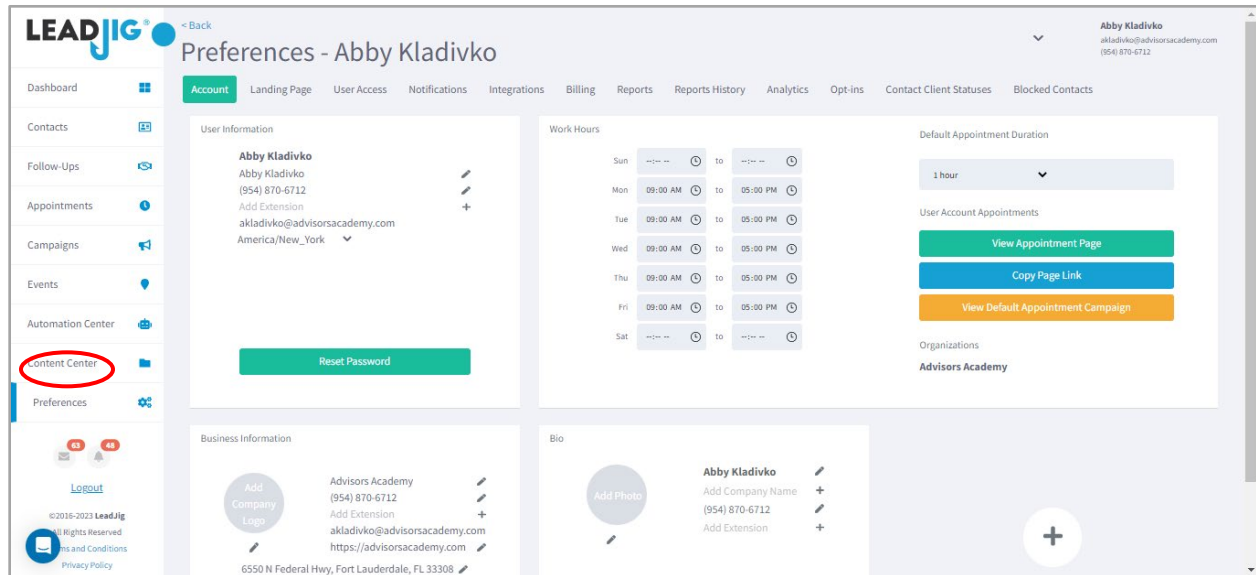 LEADJIG®
Dashboard
Contacts
Follow-Ups
Appointments
Campaigns
Events
Automation Center
Content Center
Preferences
63 48
Logout
©2016-2023 LeadJig
All Rights Reserved
ms and Conditions
Privacy Policy
< Back
Preferences - Abby Kladivko
Abby Kladivko
akladivko@advisorsacademy.com
(954) 870-6712
Account Landing Page User Access Notifications Integrations Billing Reports Reports History Analytics Opt-ins Contact Client Statuses Blocked Contacts
User Information
Abby Kladivko
Abby Kladivko
(954) 870-6712
Add Extension +
akladivko@advisorsacademy.com
America/New_York
Reset Password
Work Hours
Sun --:-- -- to --:-- --
Mon 09:00 AM to 05:00 PM
Tue 09:00 AM to 05:00 PM
Wed 09:00 AM to 05:00 PM
Thu 09:00 AM to 05:00 PM
Fri 09:00 AM to 05:00 PM
Sat --:-- -- to --:-- --
Default Appointment Duration
1 hour
User Account Appointments
View Appointment Page
Copy Page Link
View Default Appointment Campaign
Organizations
Advisors Academy
Business Information
Add
Company
Logo
Advisors Academy
(954) 870-6712
Add Extension +
akladivko@advisorsacademy.com
https://advisorsacademy.com
6550 N Federal Hwy, Fort Lauderdale, FL 33308
Bio
Add Photo
Abby Kladivko
Add Company Name +
(954) 870-6712
Add Extension +
+